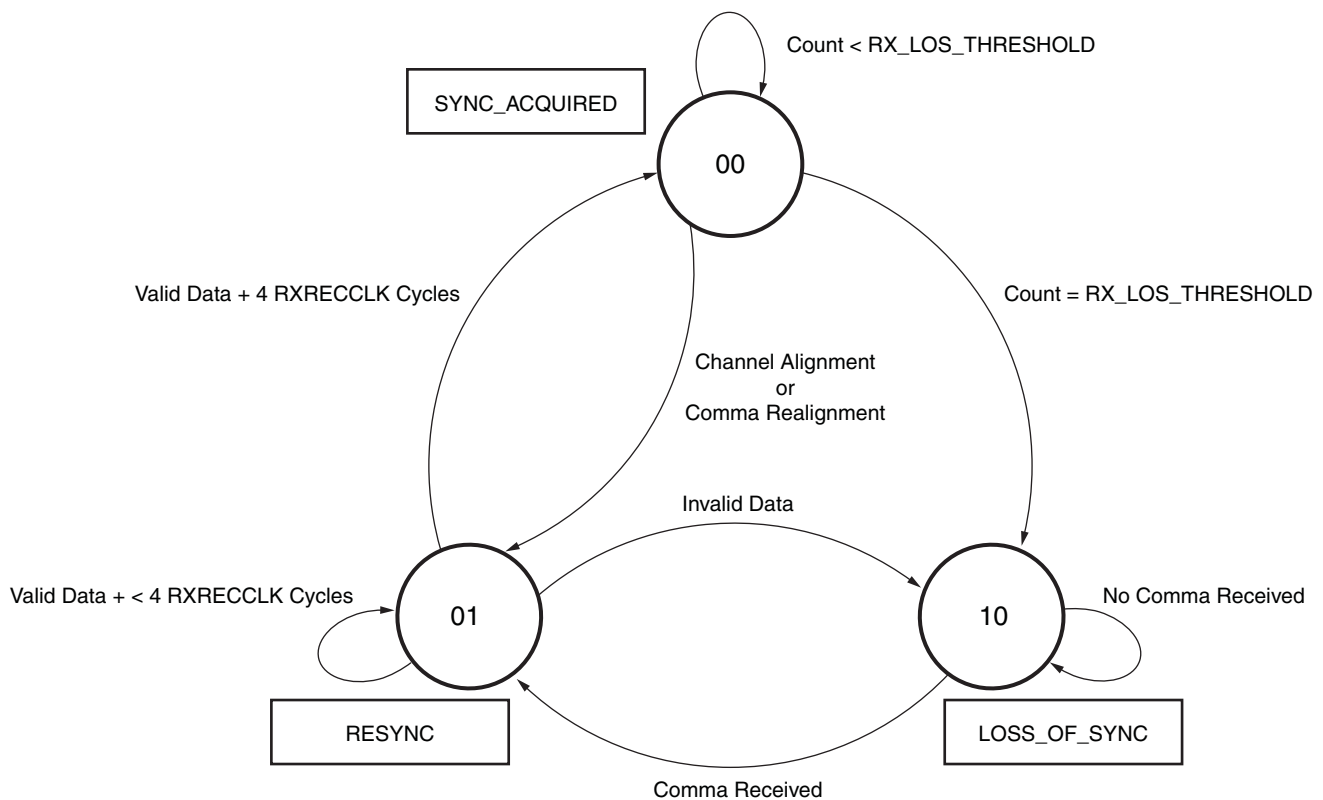 Count < RX_LOS_THRESHOLD
SYNC_ACQUIRED
00
Valid Data + 4 RXRECCLK Cycles
Count = RX_LOS_THRESHOLD
Channel Alignment
or
Comma Realignment
Invalid Data
Valid Data + < 4 RXRECCLK Cycles
01
10
No Comma Received
RESYNC
LOSS_OF_SYNC
Comma Received